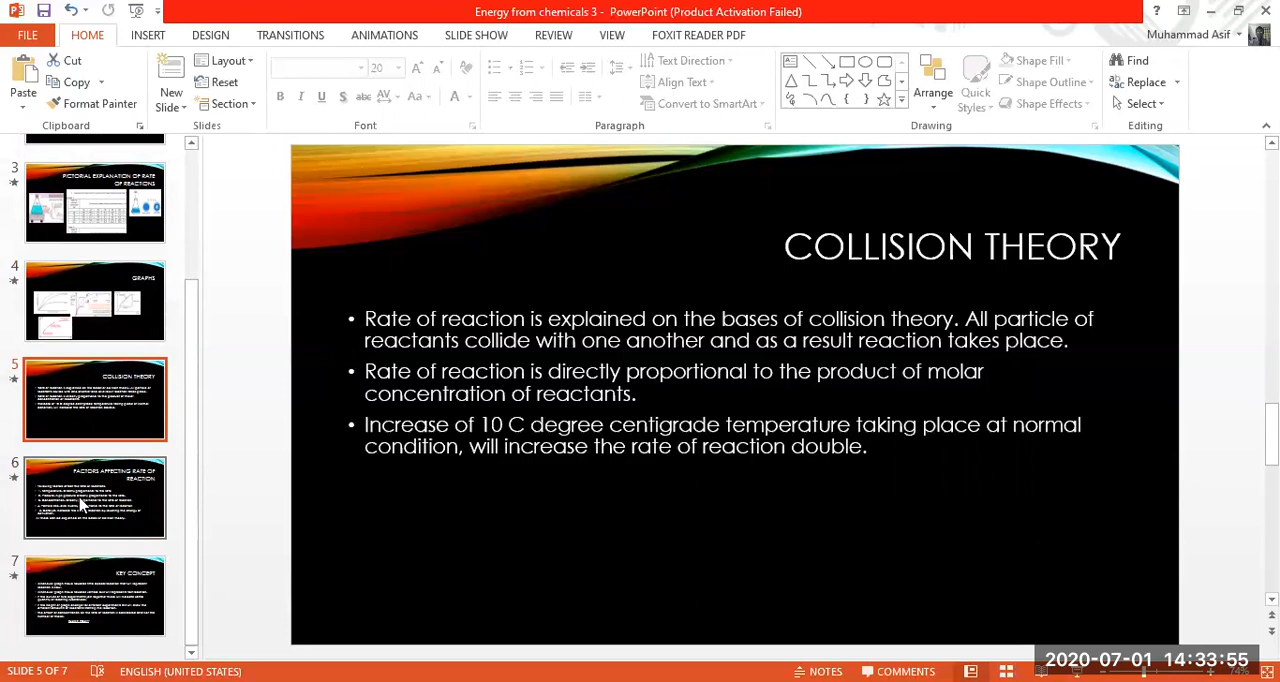 Energy from chemicals 3 - PowerPoint (Product Activation Failed)
FILE HOME INSERT DESIGN TRANSITIONS ANIMATIONS SLIDE SHOW REVIEW VIEW FOXIT READER PDF Muhammad Asif
Paste
Cut
Copy
Format Painter
Clipboard
New Slide
Layout
Reset
Section
Slides
20
Font
Text Direction
Align Text
Convert to SmartArt
Paragraph
Arrange
Quick Styles
Shape Fill
Shape Outline
Shape Effects
Drawing
Find
Replace
Select
Editing
3
PICTORIAL EXPLANATION OF RATE
OF REACTIONS
4
GRAPHS
5
COLLISION THEORY
6
FACTORS AFFECTING RATE OF
REACTION
7
KEY CONCEPT
COLLISION THEORY
• Rate of reaction is explained on the bases of collision theory. All particle of
reactants collide with one another and as a result reaction takes place.
• Rate of reaction is directly proportional to the product of molar
concentration of reactants.
• Increase of 10 C degree centigrade temperature taking place at normal
condition, will increase the rate of reaction double.
SLIDE 5 OF 7 ENGLISH (UNITED STATES) NOTES COMMENTS 74%
2020-07-01 14:33:55